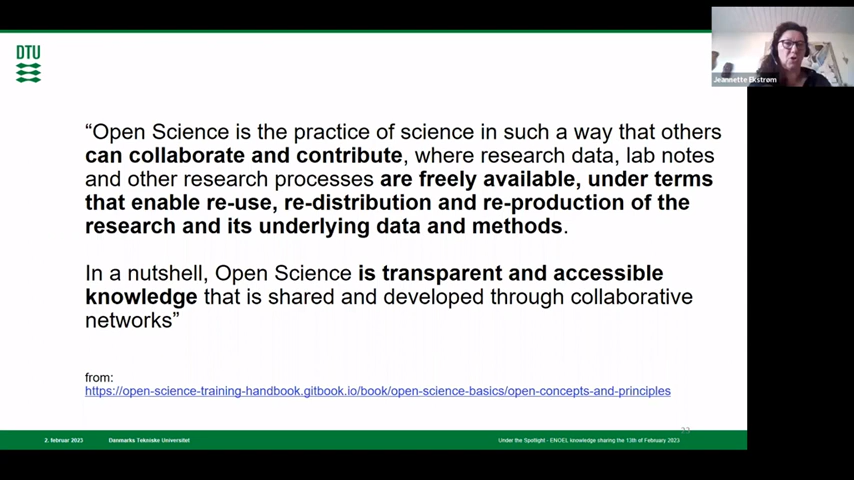 DTU
Jeannette Ekstrøm
“Open Science is the practice of science in such a way that others
can collaborate and contribute, where research data, lab notes
and other research processes are freely available, under terms
that enable re-use, re-distribution and re-production of the
research and its underlying data and methods.
In a nutshell, Open Science is transparent and accessible
knowledge that is shared and developed through collaborative
networks”
from:
https://open-science-training-handbook.gitbook.io/book/open-science-basics/open-concepts-and-principles
2. februar 2023 Danmarks Tekniske Universitet Under the Spotlight - ENOEL knowledge sharing the 13th of February 2023